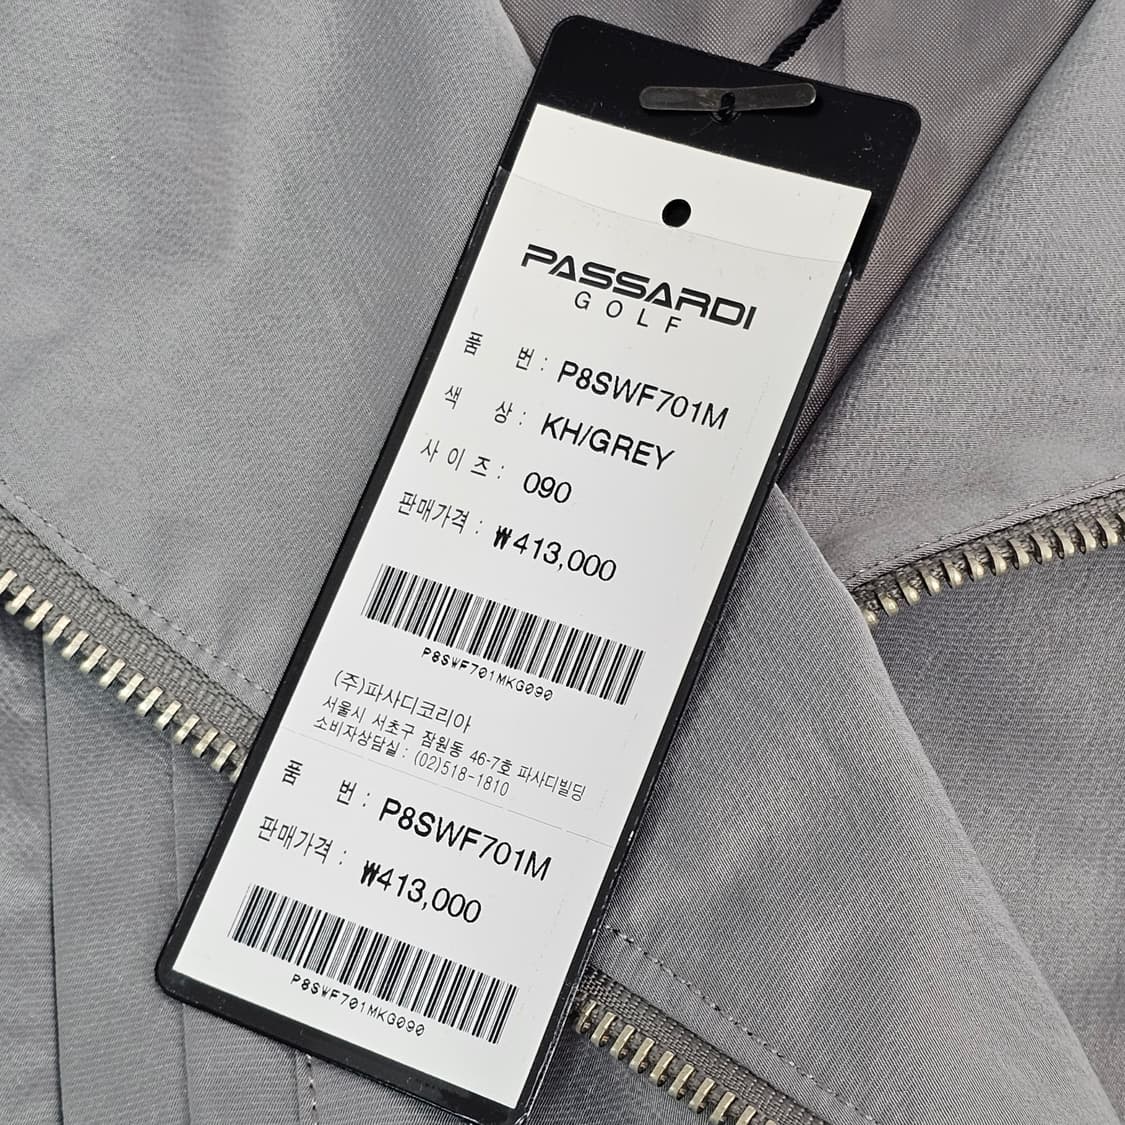 PASSARDI
GOLF
품 번 : P8SWF701M
색 상 : KH/GREY
사 이 즈 : 090
판매가격 : ₩413,000
P8SWF701MKG090
(주)파사디코리아
서울시 서초구 잠원동 46-7호 파사디빌딩
소비자상담실 : (02)518-1810
품 번 : P8SWF701M
판매가격 : ₩413,000
P8SWF701MKG090